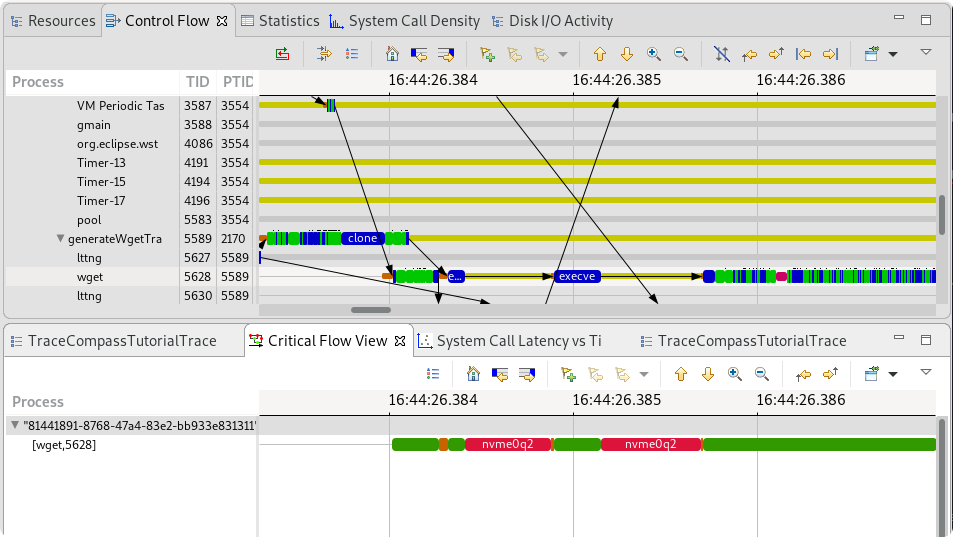 Resources Control Flow Statistics System Call Density Disk I/O Activity
Process TID PTID 16:44:26.384 16:44:26.385 16:44:26.386
VM Periodic Tas 3587 3554
gmain 3588 3554
org.eclipse.wst 4086 3554
Timer-13 4191 3554
Timer-15 4194 3554
Timer-17 4196 3554
pool 5583 3554
generateWgetTra 5589 2170 clone
lttng 5627 5589
wget 5628 5589 e... execve
lttng 5630 5589
TraceCompassTutorialTrace Critical Flow View System Call Latency vs Ti TraceCompassTutorialTrace
Process 16:44:26.384 16:44:26.385 16:44:26.386
"81441891-8768-47a4-83e2-bb933e831311"
[wget,5628] nvme0q2 nvme0q2